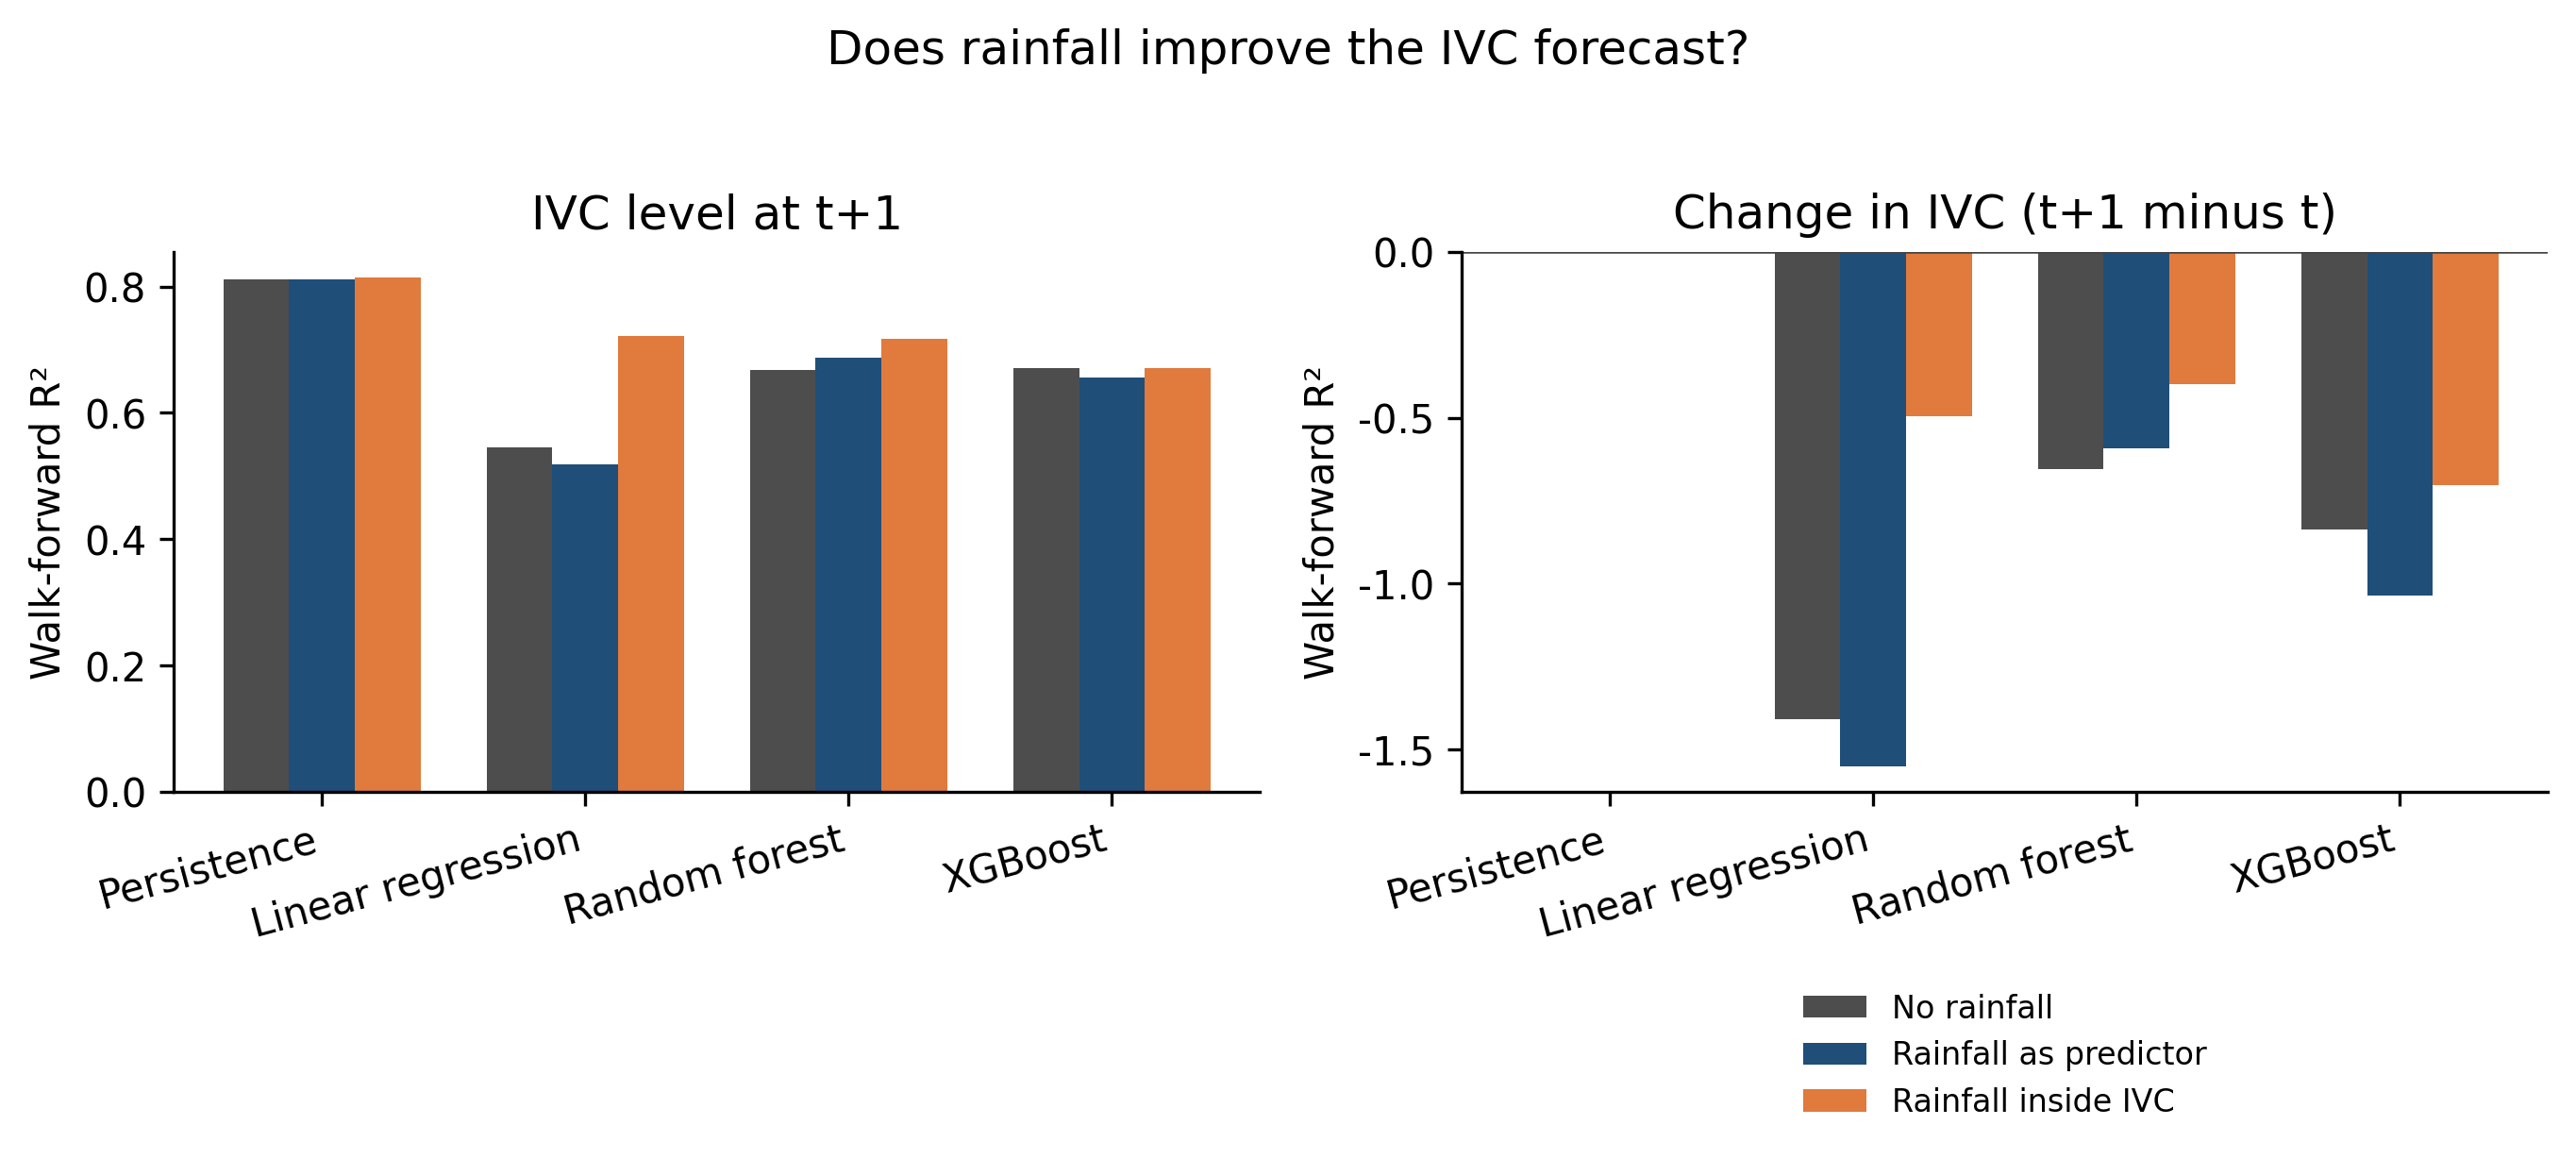 Does rainfall improve the IVC forecast?
IVC level at t+1
Walk-forward R²
0.8
0.6
0.4
0.2
0.0
Persistence
Linear regression
Random forest
XGBoost
Change in IVC (t+1 minus t)
Walk-forward R²
0.0
-0.5
-1.0
-1.5
Persistence
Linear regression
Random forest
XGBoost
No rainfall
Rainfall as predictor
Rainfall inside IVC